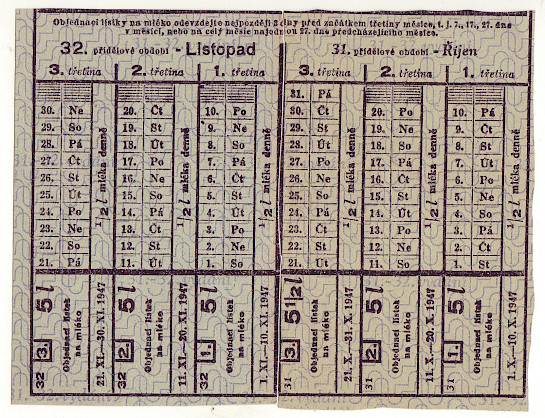 Objednací lístky na mléko odevzdejte nejpozději 2 dny před začátkem třetiny měsíce, t. j. 7., 17., 27. dne
v měsíci, nebo na celý měsíc najednou 27. dne předcházejícího měsíce.
32. přídělové období - Listopad
3. třetina 2. třetina 1. třetina
30. Ne 20. Čt 10. Po
29. So 19. St 9. Ne
28. Pá 18. Út 8. So
27. Čt 17. Po 7. Pá
26. St 16. Ne 6. Čt
25. Út 15. So 5. St
24. Po 14. Pá 4. Út
23. Ne 13. Čt 3. Po
22. So 12. St 2. Ne
21. Pá 11. Út 1. So
1/2 l mléka denně
1/2 l mléka denně
1/2 l mléka denně
32 3. 5 l
Objednací lístek
na mléko
21. XI.—30. XI. 1947
32 2. 5 l
Objednací lístek
na mléko
11. XI.—20. XI. 1947
32 1. 5 l
Objednací lístek
na mléko
1. XI.—10. XI. 1947
31. přídělové období - Říjen
3. třetina 2. třetina 1. třetina
31. Pá
30. Čt 20. Po 10. Pá
29. St 19. Ne 9. Čt
28. Út 18. So 8. St
27. Po 17. Pá 7. Út
26. Ne 16. Čt 6. Po
25. So 15. St 5. Ne
24. Pá 14. Út 4. So
23. Čt 13. Po 3. Pá
22. St 12. Ne 2. Čt
21. Út 11. So 1. St
1/2 l mléka denně
1/2 l mléka denně
1/2 l mléka denně
31 3. 5 1/2 l
Objednací lístek
na mléko
21. X.—31. X. 1947
31 2. 5 l
Objednací lístek
na mléko
11. X.—20. X. 1947
31 1. 5 l
Objednací lístek
na mléko
1. X.—10. X. 1947